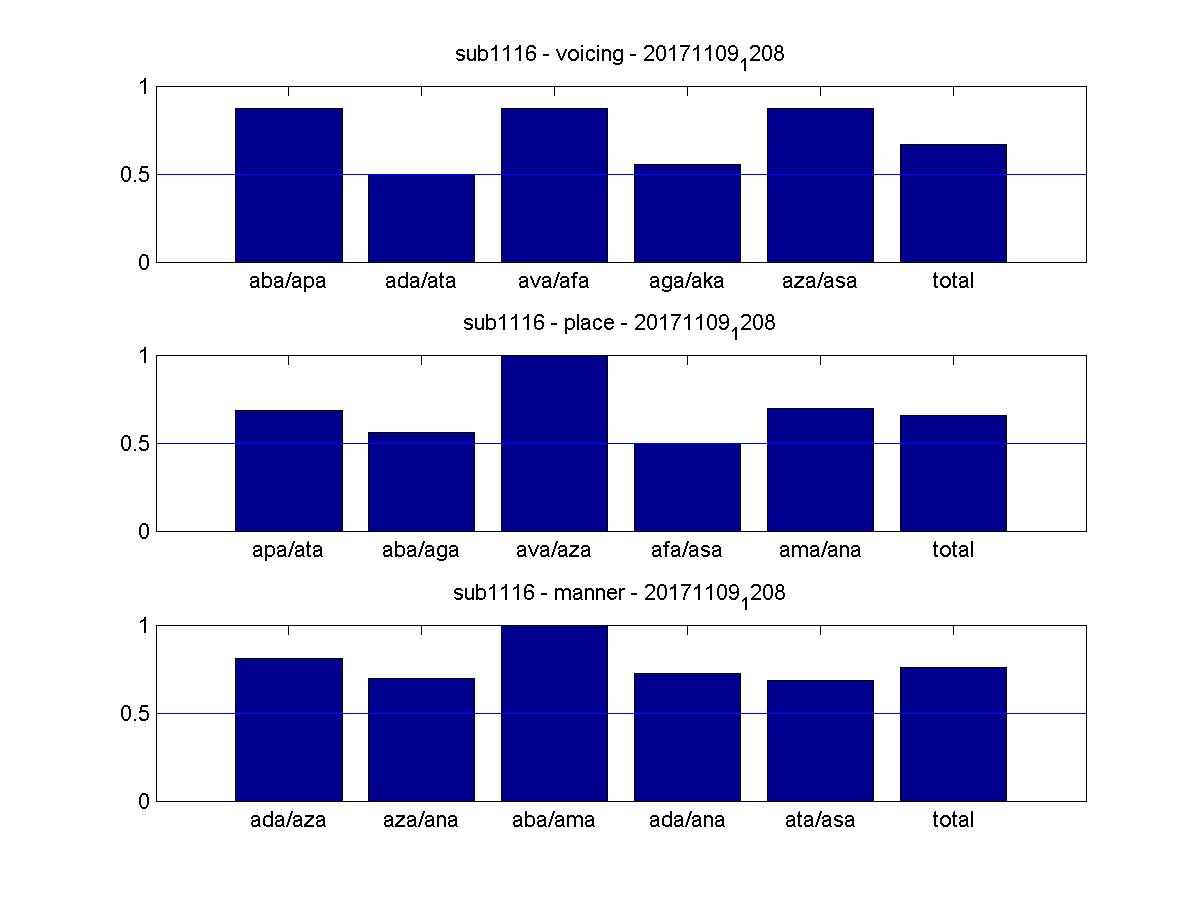 sub1116 - voicing - 20171109₁208
1
0.5
0
aba/apa ada/ata ava/afa aga/aka aza/asa total
sub1116 - place - 20171109₁208
1
0.5
0
apa/ata aba/aga ava/aza afa/asa ama/ana total
sub1116 - manner - 20171109₁208
1
0.5
0
ada/aza aza/ana aba/ama ada/ana ata/asa total